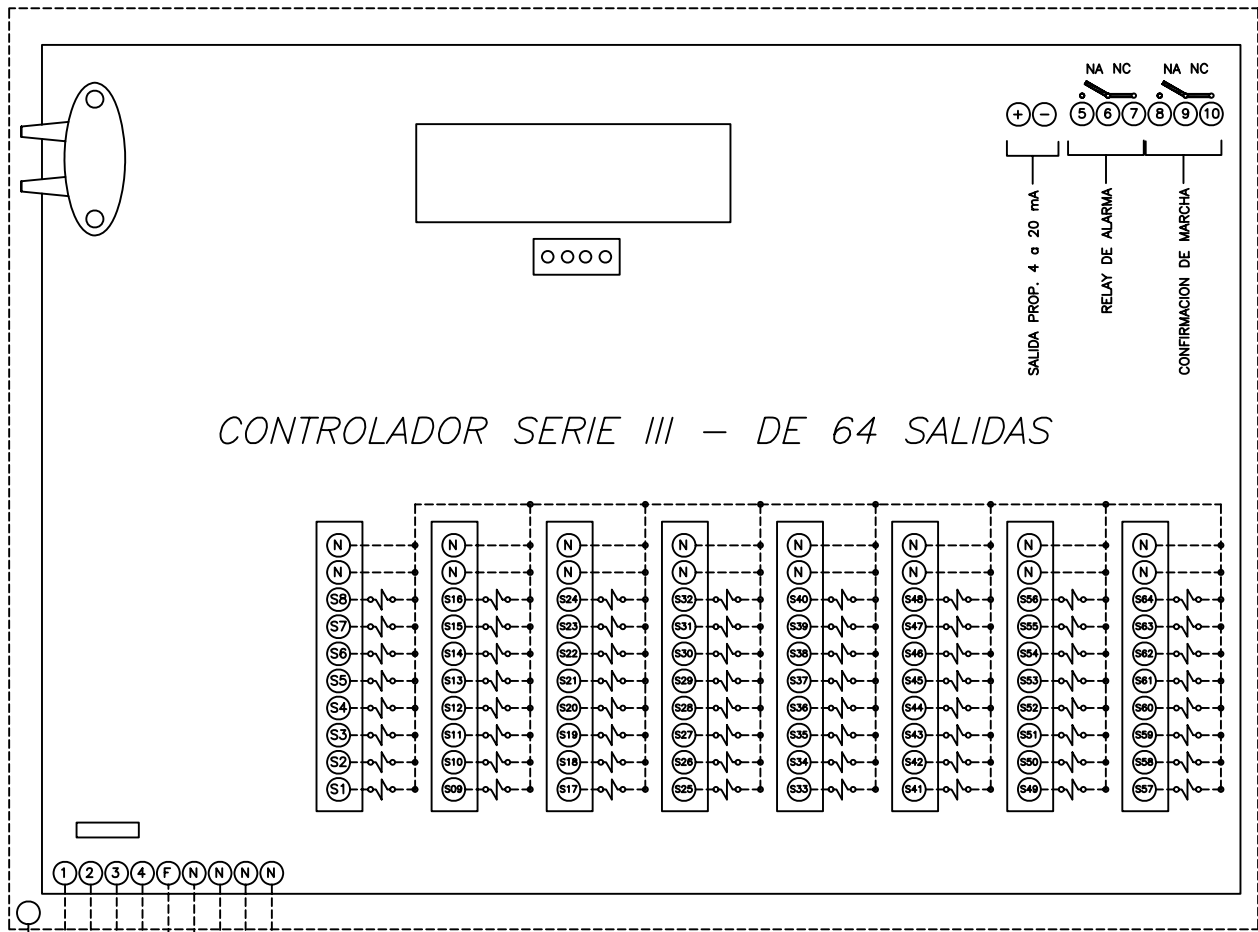 NA NC NA NC
+ − 5 6 7 8 9 10
SALIDA PROP. 4 a 20 mA
RELAY DE ALARMA
CONFIRMACION DE MARCHA
CONTROLADOR SERIE III – DE 64 SALIDAS
N N N N N N N N
N N N N N N N N
S8 S16 S24 S32 S40 S48 S56 S64
S7 S15 S23 S31 S39 S47 S55 S63
S6 S14 S22 S30 S38 S46 S54 S62
S5 S13 S21 S29 S37 S45 S53 S61
S4 S12 S20 S28 S36 S44 S52 S60
S3 S11 S19 S27 S35 S43 S51 S59
S2 S10 S18 S26 S34 S42 S50 S58
S1 S09 S17 S25 S33 S41 S49 S57
1 2 3 4 F N N N N